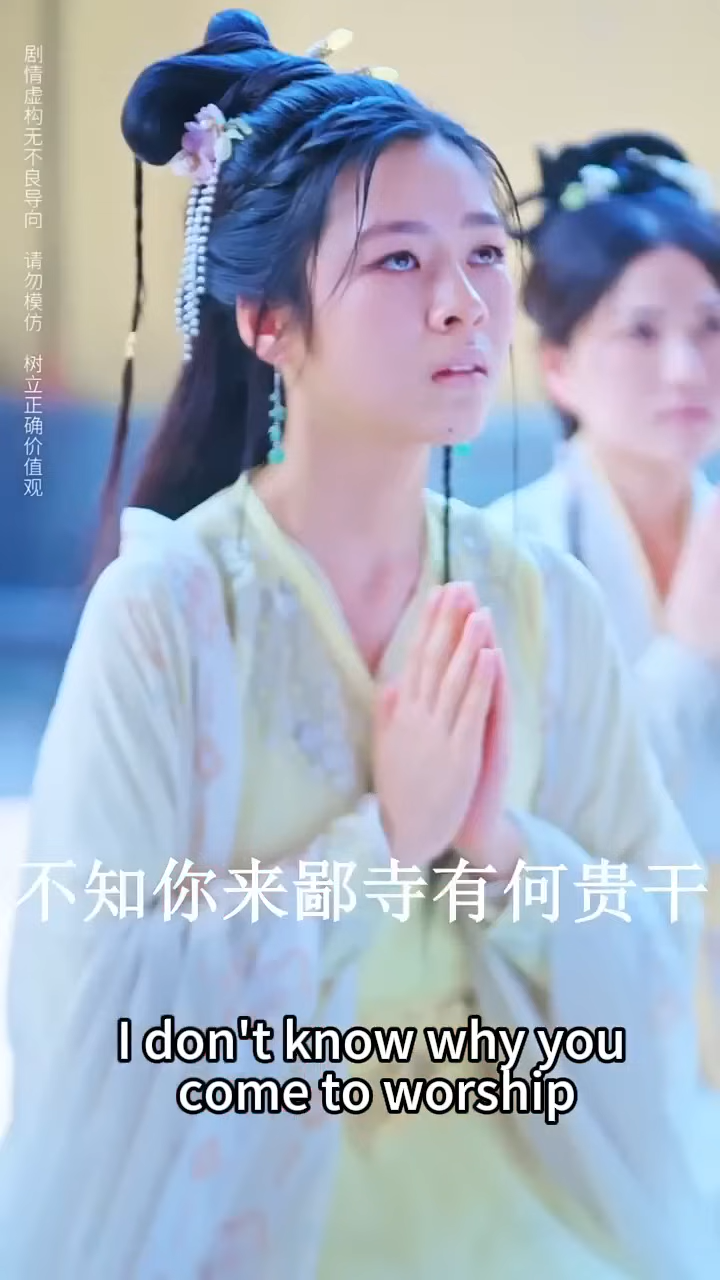 剧情虚构无不良导向 请勿模仿 树立正确价值观
不知你来鄙寺有何贵干
I don't know why you
come to worship